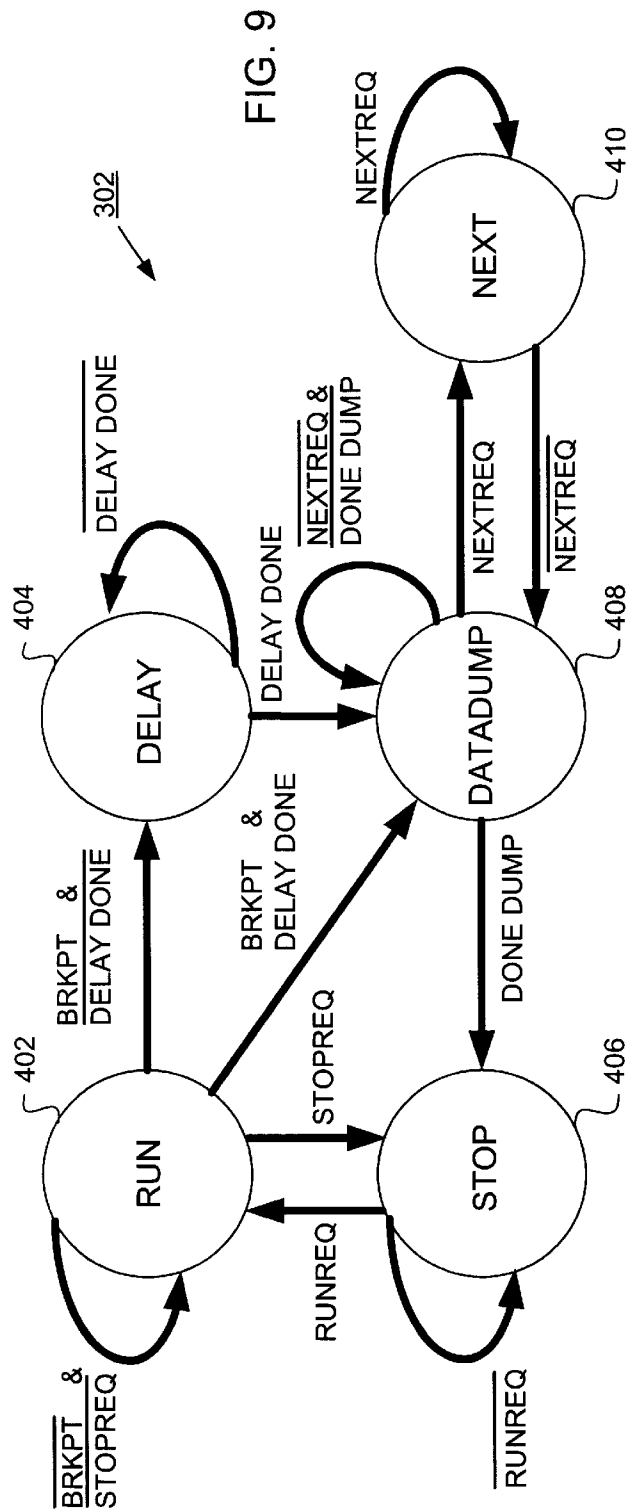 FIG. 9
302
402
RUN
BRKPT &
STOPREQ
BRKPT &
DELAY DONE
404
DELAY
DELAY DONE
DELAY DONE
BRKPT &
DELAY DONE
STOPREQ
RUNREQ
406
STOP
RUNREQ
DONE DUMP
408
DATADUMP
NEXTREQ &
DONE DUMP
NEXTREQ
NEXTREQ
410
NEXT
NEXTREQ